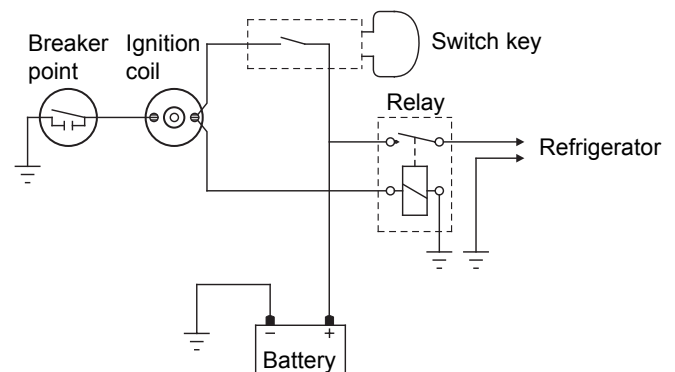 Breaker
point
Ignition
coil
Switch key
Relay
Refrigerator
− +
Battery